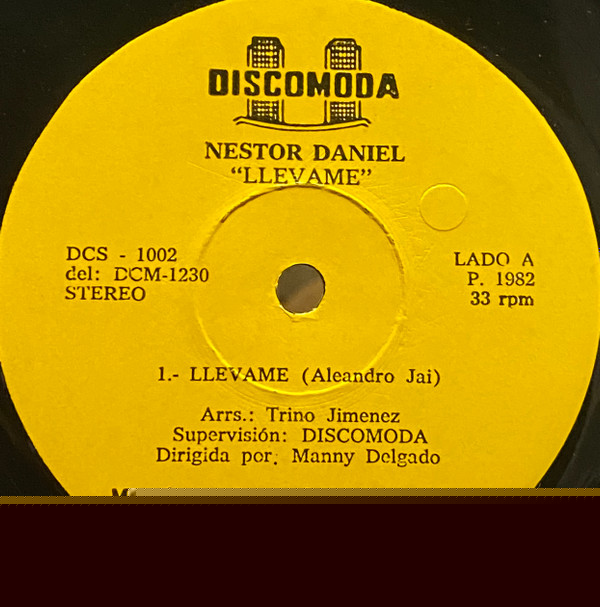 DISCOMODA
NESTOR DANIEL
“LLEVAME”
DCS - 1002
del: DCM-1230
STEREO
LADO A
P. 1982
33 rpm
1.- LLEVAME (Aleandro Jai)
Arrs.: Trino Jimenez
Supervisión: DISCOMODA
Dirigida por: Manny Delgado